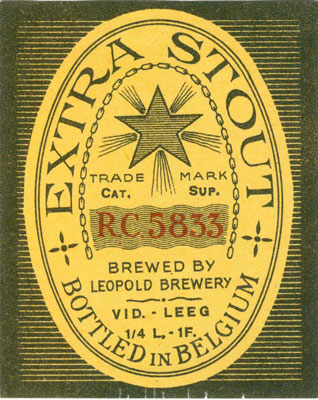 EXTRA STOUT
TRADE MARK
CAT. SUP.
R.C. 5833
BREWED BY
LEOPOLD BREWERY
VID. - LEEG
1/4 L. - 1F.
BOTTLED IN BELGIUM